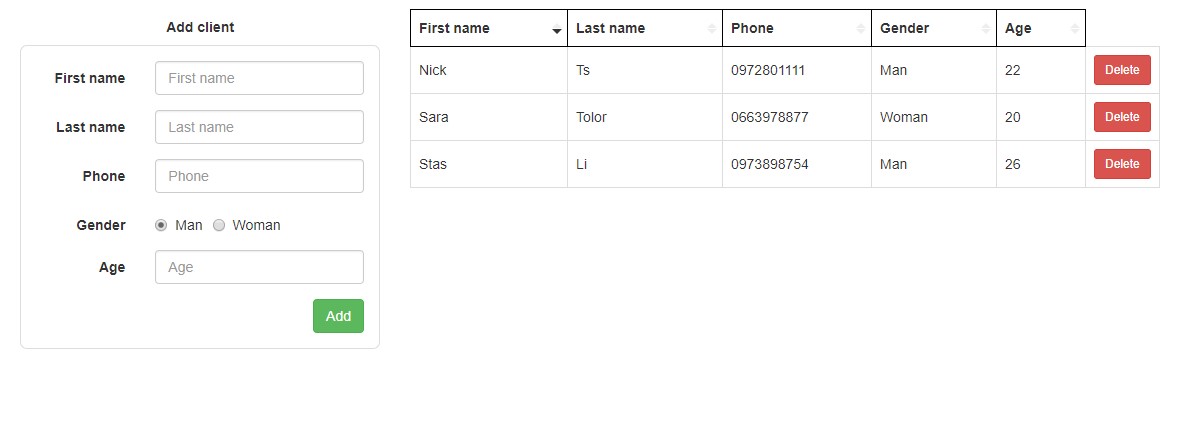 Add client
First name First name
Last name Last name
Phone Phone
Gender Man Woman
Age Age
Add
First name Last name Phone Gender Age
Nick Ts 0972801111 Man 22 Delete
Sara Tolor 0663978877 Woman 20 Delete
Stas Li 0973898754 Man 26 Delete